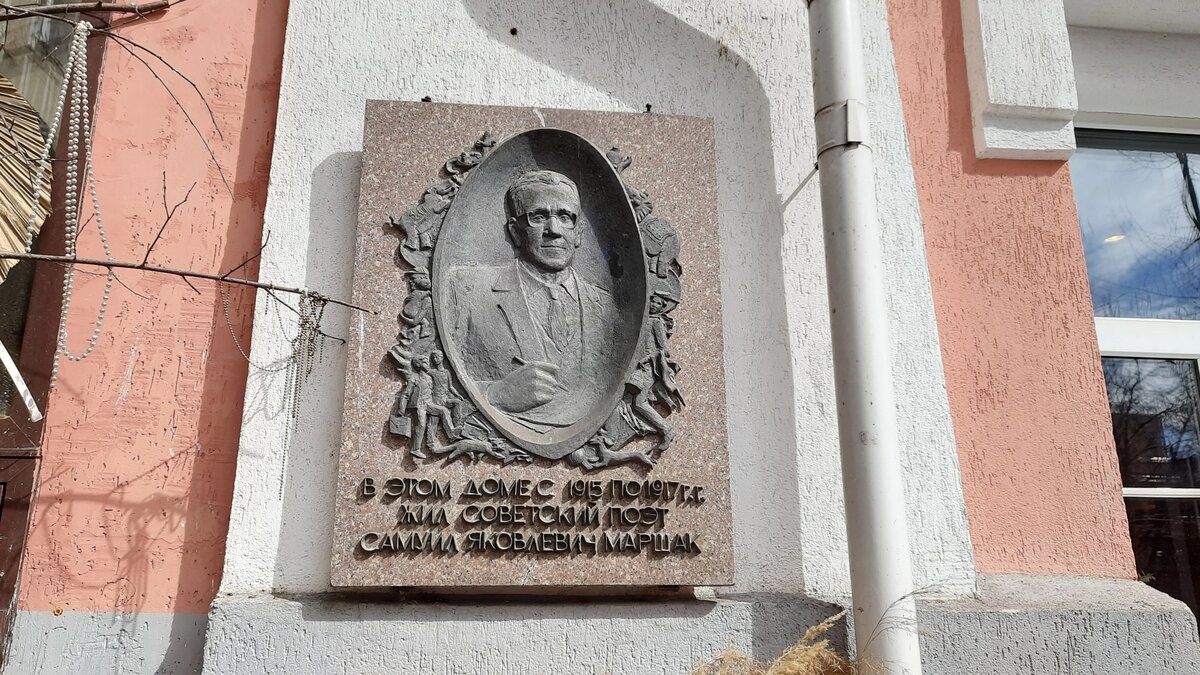 В ЭТОМ ДОМЕ С 1915 ПО 1917 г.г.
ЖИЛ СОВЕТСКИЙ ПОЭТ
САМУИЛ ЯКОВЛЕВИЧ МАРШАК